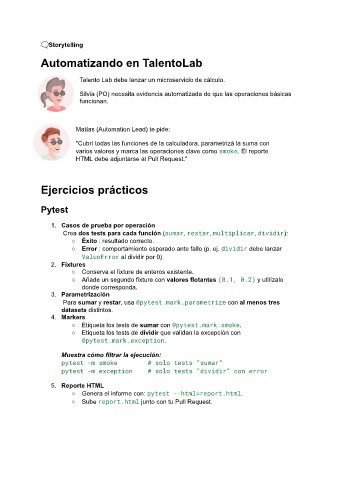 🗨Storytelling
Automatizando en TalentoLab
Talento Lab debe lanzar un microservicio de cálculo.
Silvia (PO) necesita evidencia automatizada de que las operaciones básicas
funcionan.
Matías (Automation Lead) te pide:
"Cubrí todas las funciones de la calculadora, parametrizá la suma con
varios valores y marca las operaciones clave como smoke. El reporte
HTML debe adjuntarse al Pull Request."
Ejercicios prácticos
Pytest
1. Casos de prueba por operación
Crea dos tests para cada función (sumar, restar, multiplicar, dividir):
○ Éxito : resultado correcto.
○ Error : comportamiento esperado ante fallo (p. ej. dividir debe lanzar
ValueError al dividir por 0)
2. Fixtures
○ Conserva el fixture de enteros existente.
○ Añade un segundo fixture con valores flotantes (0.1, 0.2) y utilízalo
donde corresponda.
3. Parametrización
Para sumar y restar, usa @pytest.mark.parametrize con al menos tres
datasets distintos.
4. Markers
○ Etiqueta los tests de sumar con @pytest.mark.smoke.
○ Etiqueta los tests de dividir que validan la excepción con
@pytest.mark.exception.
Muestra cómo filtrar la ejecución:
pytest -m smoke # solo tests "sumar"
pytest -m exception # solo tests "dividir" con error
5. Reporte HTML
○ Genera el informe con: pytest --html=report.html.
○ Sube report.html junto con tu Pull Request.